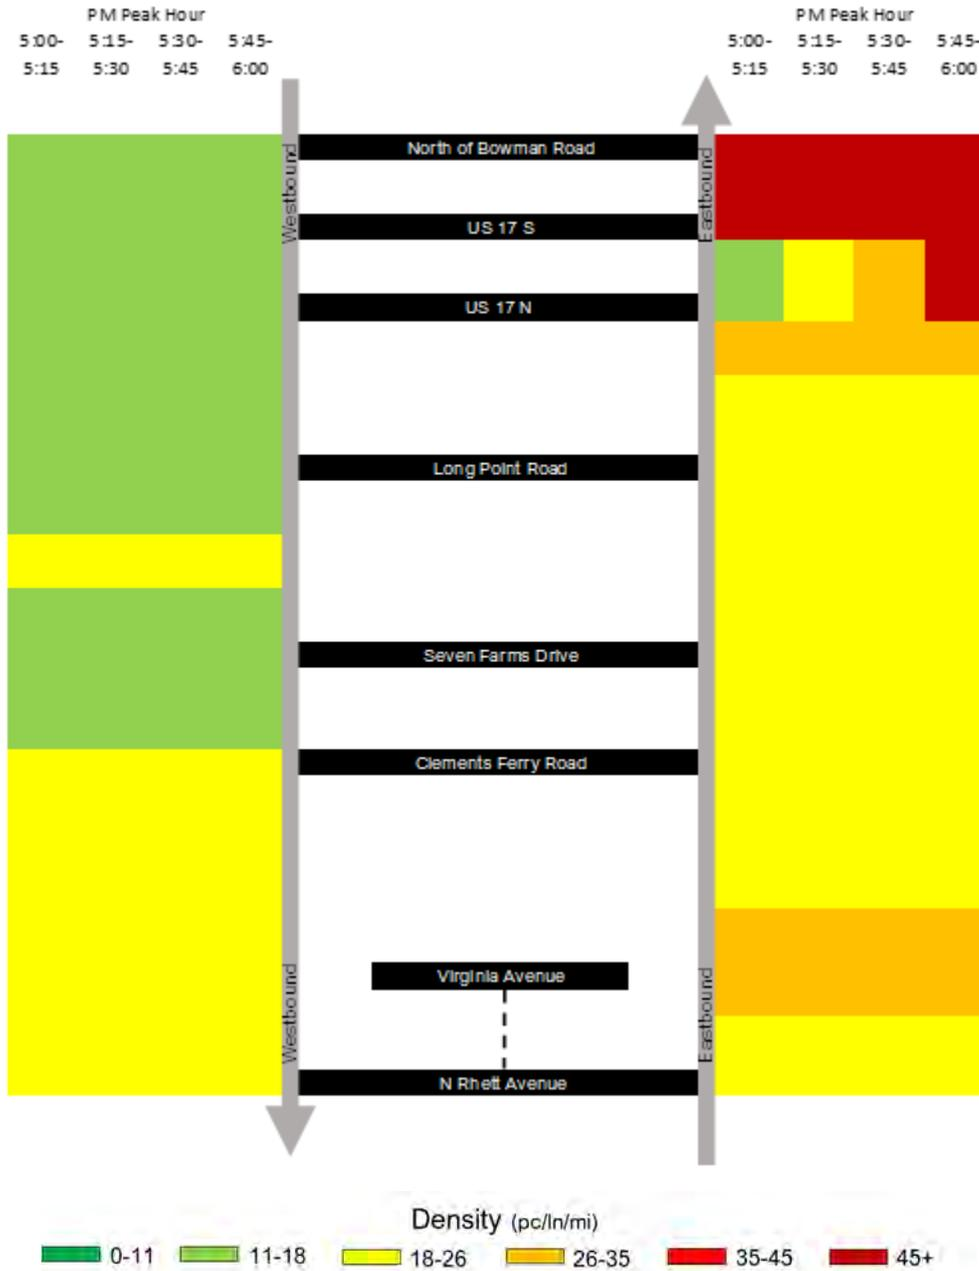 PM Peak Hour
5:00-
5:15
5:15-
5:30
5:30-
5:45
5:45-
6:00
PM Peak Hour
5:00-
5:15
5:15-
5:30
5:30-
5:45
5:45-
6:00
Westbound
North of Bowman Road
Eastbound
US 17 S
US 17 N
Long Point Road
Seven Farms Drive
Clements Ferry Road
Virginia Avenue
Westbound
Eastbound
N Rhett Avenue
Density (pc/ln/mi)
0-11 11-18 18-26 26-35 35-45 45+